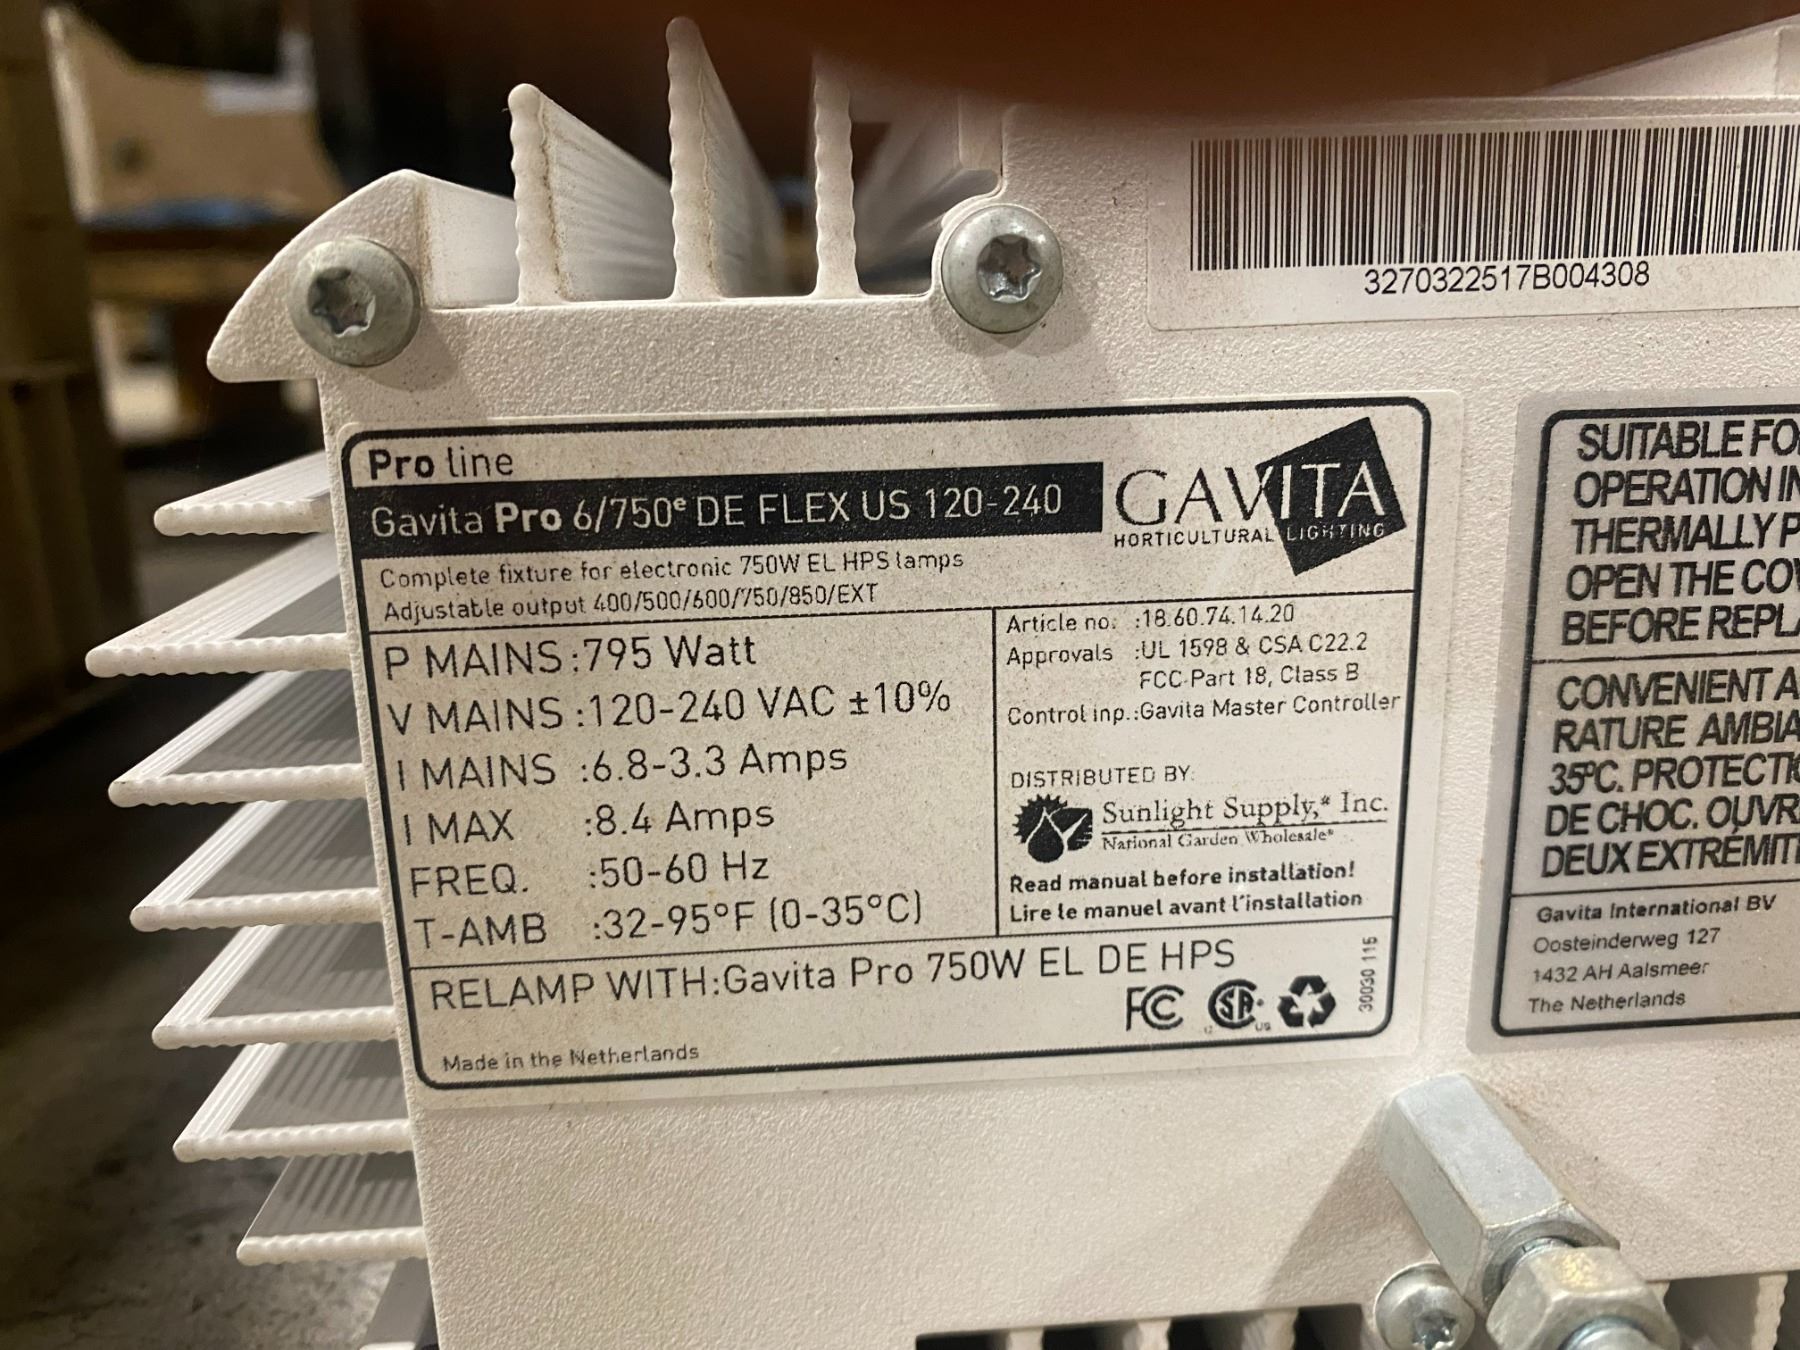 3270322517B004308
Pro line
Gavita Pro 6/750e DE FLEX US 120-240
GAVITA
HORTICULTURAL LIGHTING
Complete fixture for electronic 750W EL HPS lamps
Adjustable output 400/500/600/750/850/EXT
P MAINS :795 Watt
V MAINS :120-240 VAC ±10%
I MAINS :6.8-3.3 Amps
I MAX :8.4 Amps
FREQ. :50-60 Hz
T-AMB :32-95°F (0-35°C)
Article no. :18.60.74.14.20
Approvals :UL 1598 & CSA C22.2
FCC-Part 18, Class B
Control inp.:Gavita Master Controller
DISTRIBUTED BY:
Sunlight Supply,® Inc.
National Garden Wholesale®
Read manual before installation!
Lire le manuel avant l'installation
RELAMP WITH:Gavita Pro 750W EL DE HPS
FC SA US
30030 115
Made in the Netherlands
SUITABLE FO
OPERATION IN
THERMALLY P
OPEN THE CO
BEFORE REPLA
CONVENIENT A
RATURE AMBIA
35°C. PROTECTI
DE CHOC. OUVR
DEUX EXTRÉMIT
Gavita International BV
Oosteinderweg 127
1432 AH Aalsmeer
The Netherlands